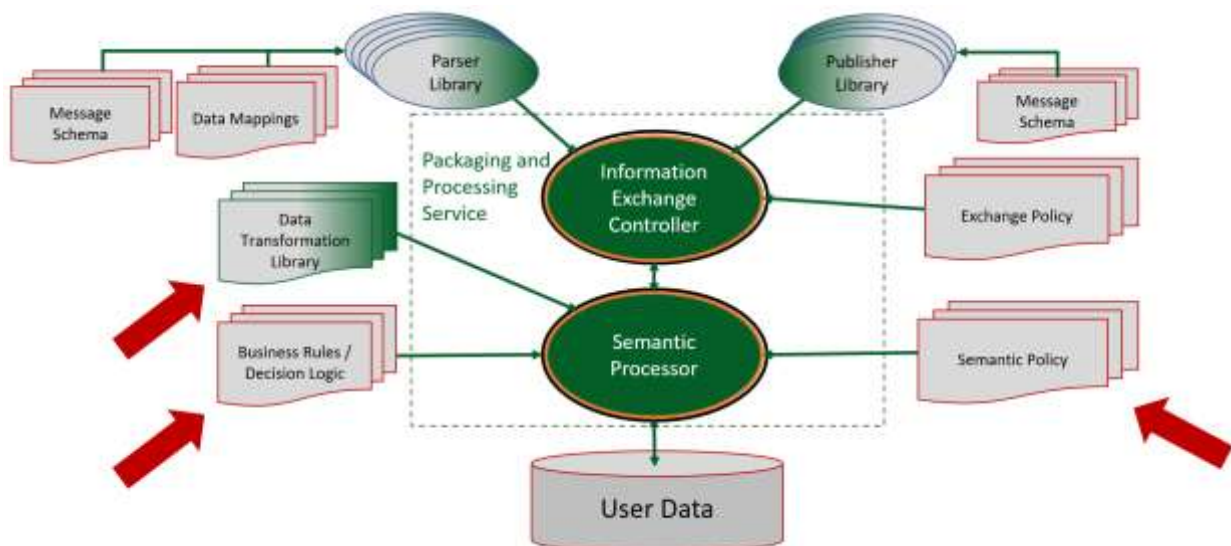 Parser
Library
Publisher
Library
Message
Schema
Data Mappings
Message
Schema
Packaging and
Processing
Service
Information
Exchange
Controller
Exchange Policy
Data
Transformation
Library
Business Rules /
Decision Logic
Semantic
Processor
Semantic Policy
User Data